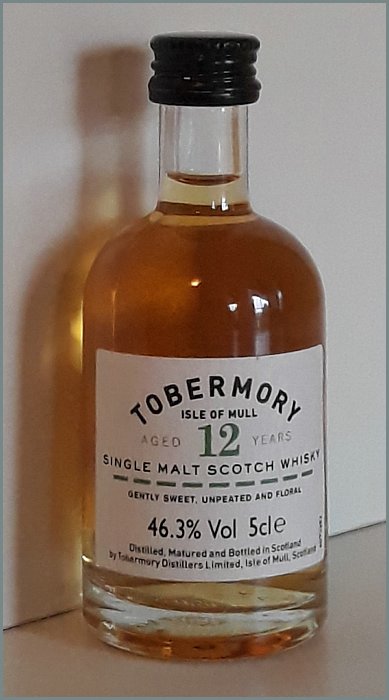 TOBERMORY
ISLE OF MULL
AGED 12 YEARS
SINGLE MALT SCOTCH WHISKY
GENTLY SWEET, UNPEATED AND FLORAL
46.3% Vol 5cl e
Distilled, Matured and Bottled in Scotland
by Tobermory Distillers Limited, Isle of Mull, Scotland